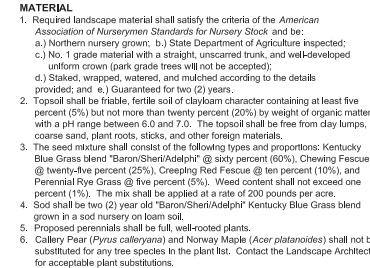 MATERIAL
1. Required landscape material shall satisfy the criteria of the American
Association of Nurserymen Standards for Nursery Stock and be:
a.) Northern nursery grown; b.) State Department of Agriculture inspected;
c.) No. 1 grade material with a straight, unscarred trunk, and well-developed
uniform crown (park grade trees will not be accepted);
d.) Staked, wrapped, watered, and mulched according to the details
provided; and e.) Guaranteed for two (2) years.
2. Topsoil shall be friable, fertile soil of clayloam character containing at least five
percent (5%) but not more than twenty percent (20%) by weight of organic matter
with a pH range between 6.0 and 7.0. The topsoil shall be free from clay lumps,
coarse sand, plant roots, sticks, and other foreign materials.
3. The seed mixture shall consist of the following types and proportions: Kentucky
Blue Grass blend "Baron/Sheri/Adelphi" @ sixty percent (60%), Chewing Fescue
@ twenty-five percent (25%), Creeping Red Fescue @ ten percent (10%), and
Perennial Rye Grass @ five percent (5%). Weed content shall not exceed one
percent (1%). The mix shall be applied at a rate of 200 pounds per acre.
4. Sod shall be two (2) year old "Baron/Sheri/Adelphi" Kentucky Blue Grass blend
grown in a sod nursery on loam soil.
5. Proposed perennials shall be full, well-rooted plants.
6. Callery Pear (Pyrus calleryana) and Norway Maple (Acer platanoides) shall not b
substituted for any tree species in the plant list. Contact the Landscape Architect
for acceptable plant substitutions.